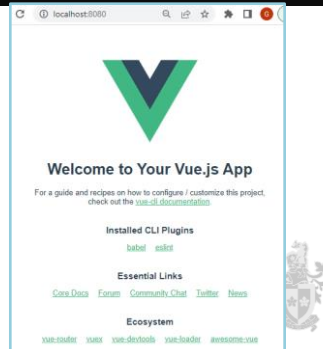 localhost:8080
G
Welcome to Your Vue.js App
For a guide and recipes on how to configure / customize this project,
check out the vue-cli documentation.
Installed CLI Plugins
babel eslint
Essential Links
Core Docs Forum Community Chat Twitter News
Ecosystem
vue-router vuex vue-devtools vue-loader awesome-vue